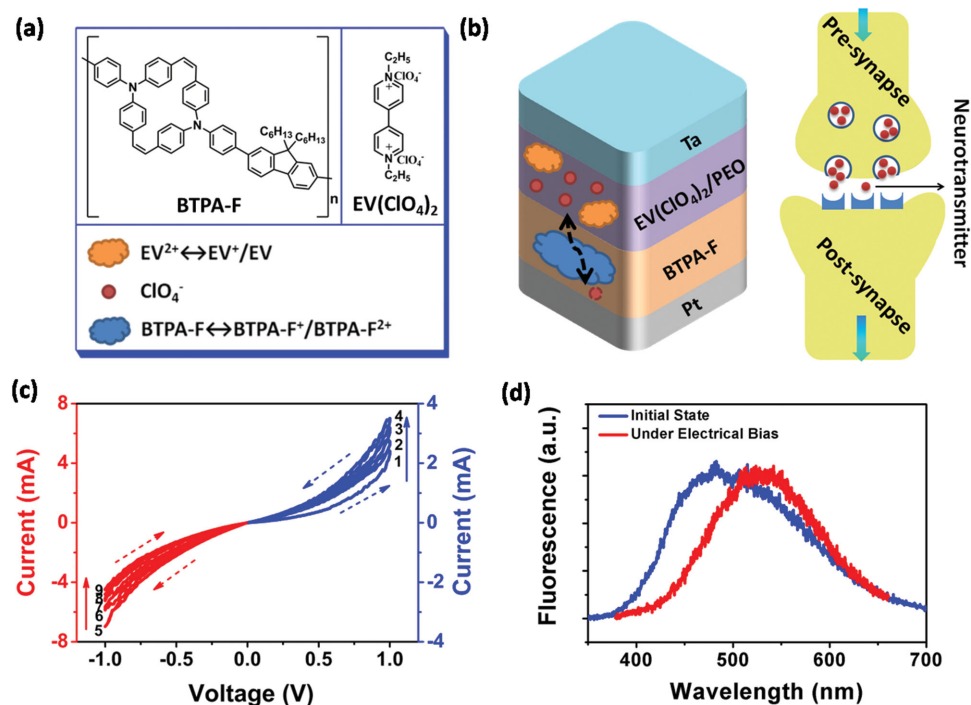 (a)
[ ]n
N
N
C₆H₁₃
C₆H₁₃
BTPA-F
C₂H₅
N ClO₄⁻
+
+
N ClO₄⁻
C₂H₅
EV(ClO₄)₂
EV²⁺↔EV⁺/EV
ClO₄⁻
BTPA-F↔BTPA-F⁺/BTPA-F²⁺
(b)
Ta
EV(ClO₄)₂/PEO
BTPA-F
Pt
Pre-synapse
Neurotransmitter
Post-synapse
(c)
Current (mA)
8
4
0
-4
-8
9
8
7
6
5
4
3
2
1
Current (mA)
4
2
0
-2
-4
-1.0 -0.5 0.0 0.5 1.0
Voltage (V)
(d)
Fluorescence (a.u.)
Initial State
Under Electrical Bias
400 500 600 700
Wavelength (nm)